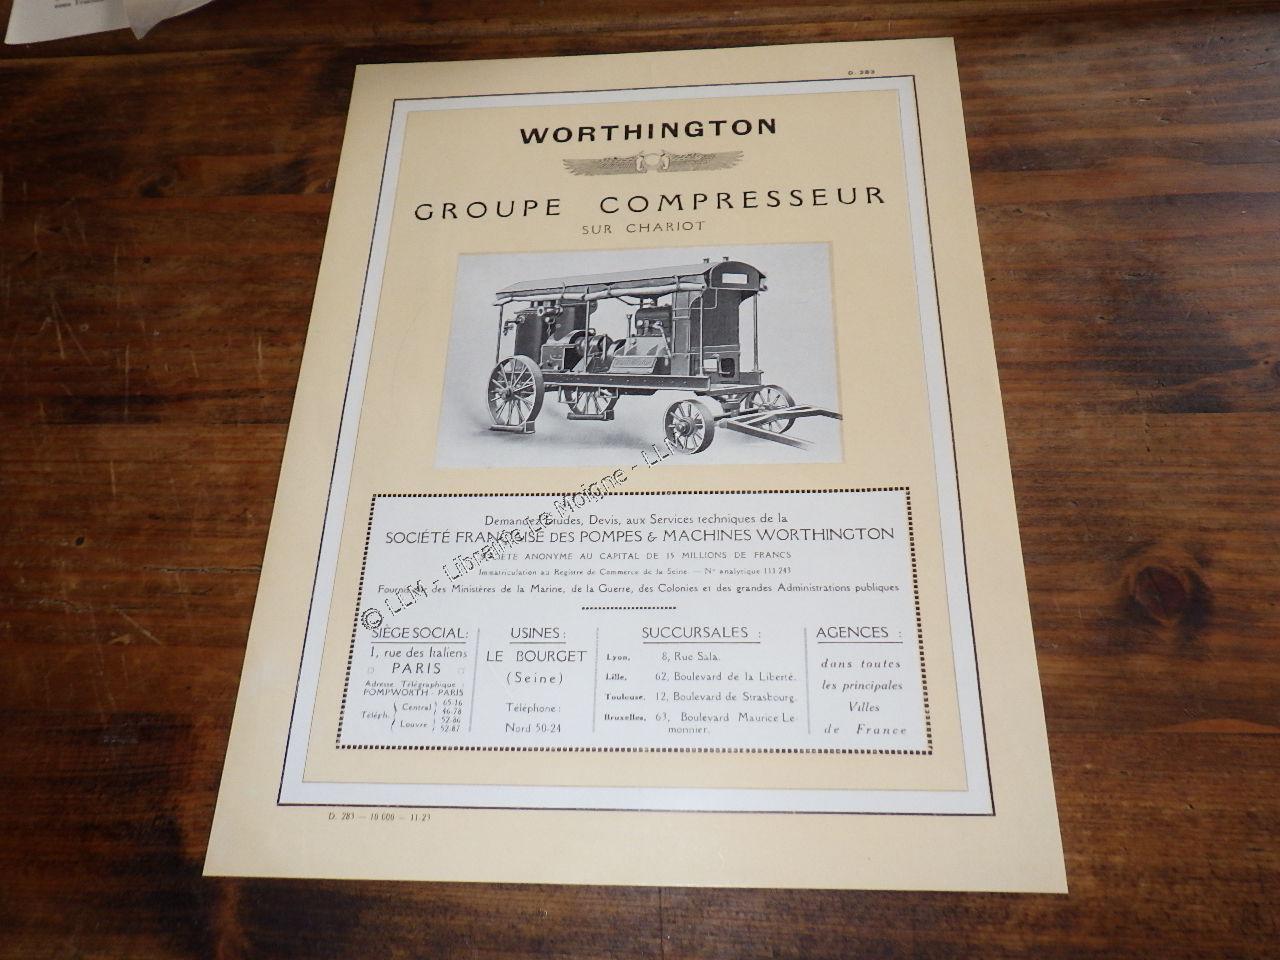 D. 283
WORTHINGTON
GROUPE COMPRESSEUR
SUR CHARIOT
Demandez Etudes, Devis, aux Services techniques de la
SOCIÉTÉ FRANÇAISE DES POMPES & MACHINES WORTHINGTON
SOCIÉTÉ ANONYME AU CAPITAL DE 15 MILLIONS DE FRANCS
Immatriculation au Registre de Commerce de la Seine. — N° analytique 111 243
Fournisseur des Ministères de la Marine, de la Guerre, des Colonies et des grandes Administrations publiques
SIÈGE SOCIAL:
1, rue des Italiens
PARIS
Adresse Télégraphique :
POMPWORTH - PARIS
Téléph. Central 65-16
46-78
Louvre 52-86
52-87
USINES :
LE BOURGET
(Seine)
Téléphone :
Nord 50-24
SUCCURSALES :
Lyon, 8, Rue Sala.
Lille, 62, Boulevard de la Liberté.
Toulouse, 12, Boulevard de Strasbourg.
Bruxelles, 63, Boulevard Maurice Le-
monnier.
AGENCES :
dans toutes
les principales
Villes
de France
D. 283 — 10 000 — 11-23
© LLM - Librairie Le Moigne - LLM